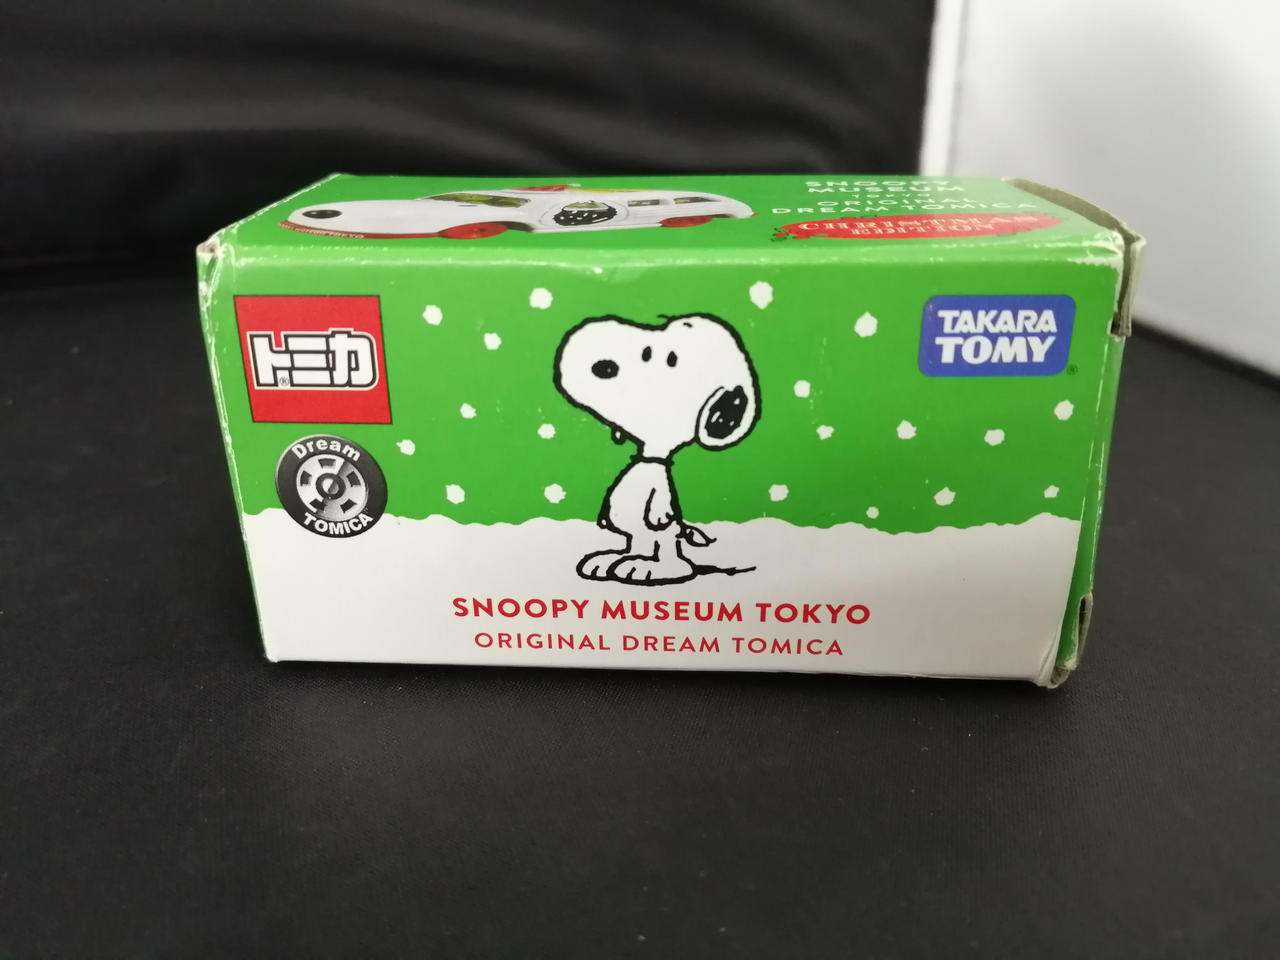 SNOOPY
MUSEUM
TOKYO
ORIGINAL
DREAM TOMICA
CHRISTMAS
EDITION
トミカ
®
TAKARA
TOMY
®
Dream
TOMICA
SNOOPY MUSEUM TOKYO
ORIGINAL DREAM TOMICA